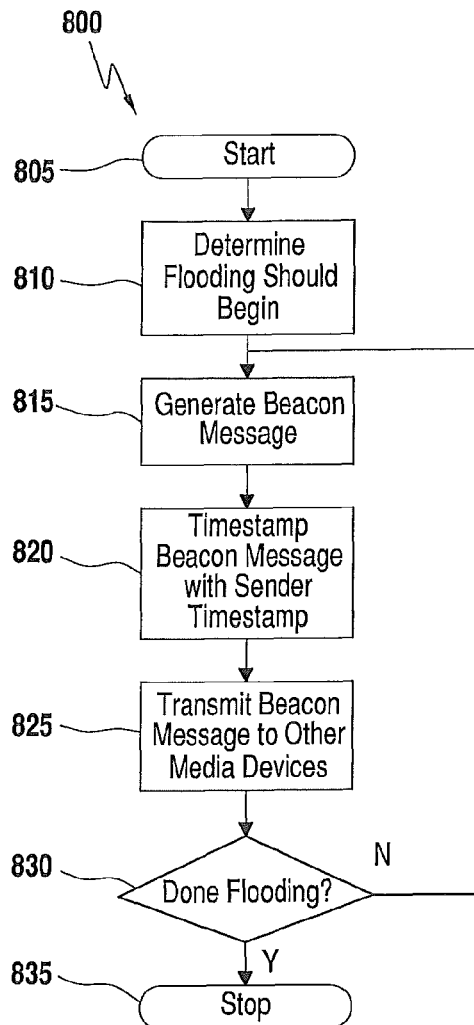 800
805
Start
810
Determine
Flooding Should
Begin
815
Generate Beacon
Message
820
Timestamp
Beacon Message
with Sender
Timestamp
825
Transmit Beacon
Message to Other
Media Devices
830
Done Flooding?
N
Y
835
Stop